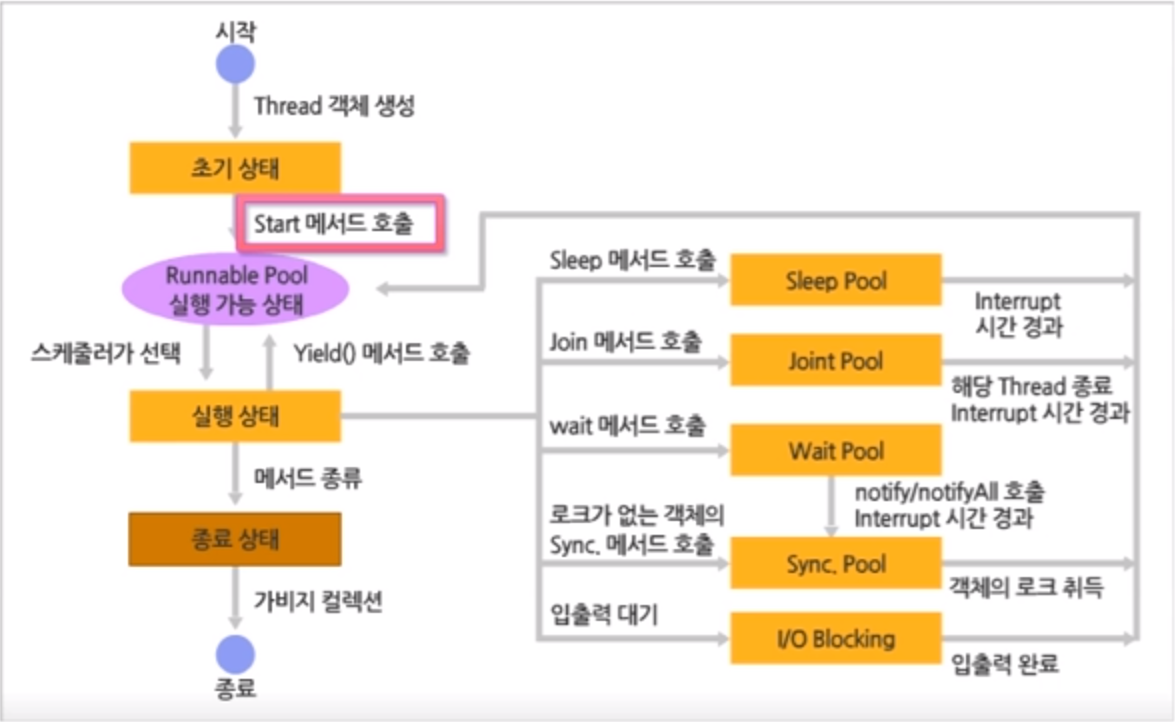 시작
Thread 객체 생성
초기 상태
Start 메서드 호출
Runnable Pool
실행 가능 상태
스케줄러가 선택
Yield() 메서드 호출
실행 상태
메서드 종류
종료 상태
가비지 컬렉션
종료
Sleep 메서드 호출
Sleep Pool
Interrupt
시간 경과
Join 메서드 호출
Joint Pool
해당 Thread 종료
Interrupt 시간 경과
wait 메서드 호출
Wait Pool
notify/notifyAll 호출
Interrupt 시간 경과
로크가 없는 객체의
Sync. 메서드 호출
Sync. Pool
객체의 로크 취득
입출력 대기
I/O Blocking
입출력 완료